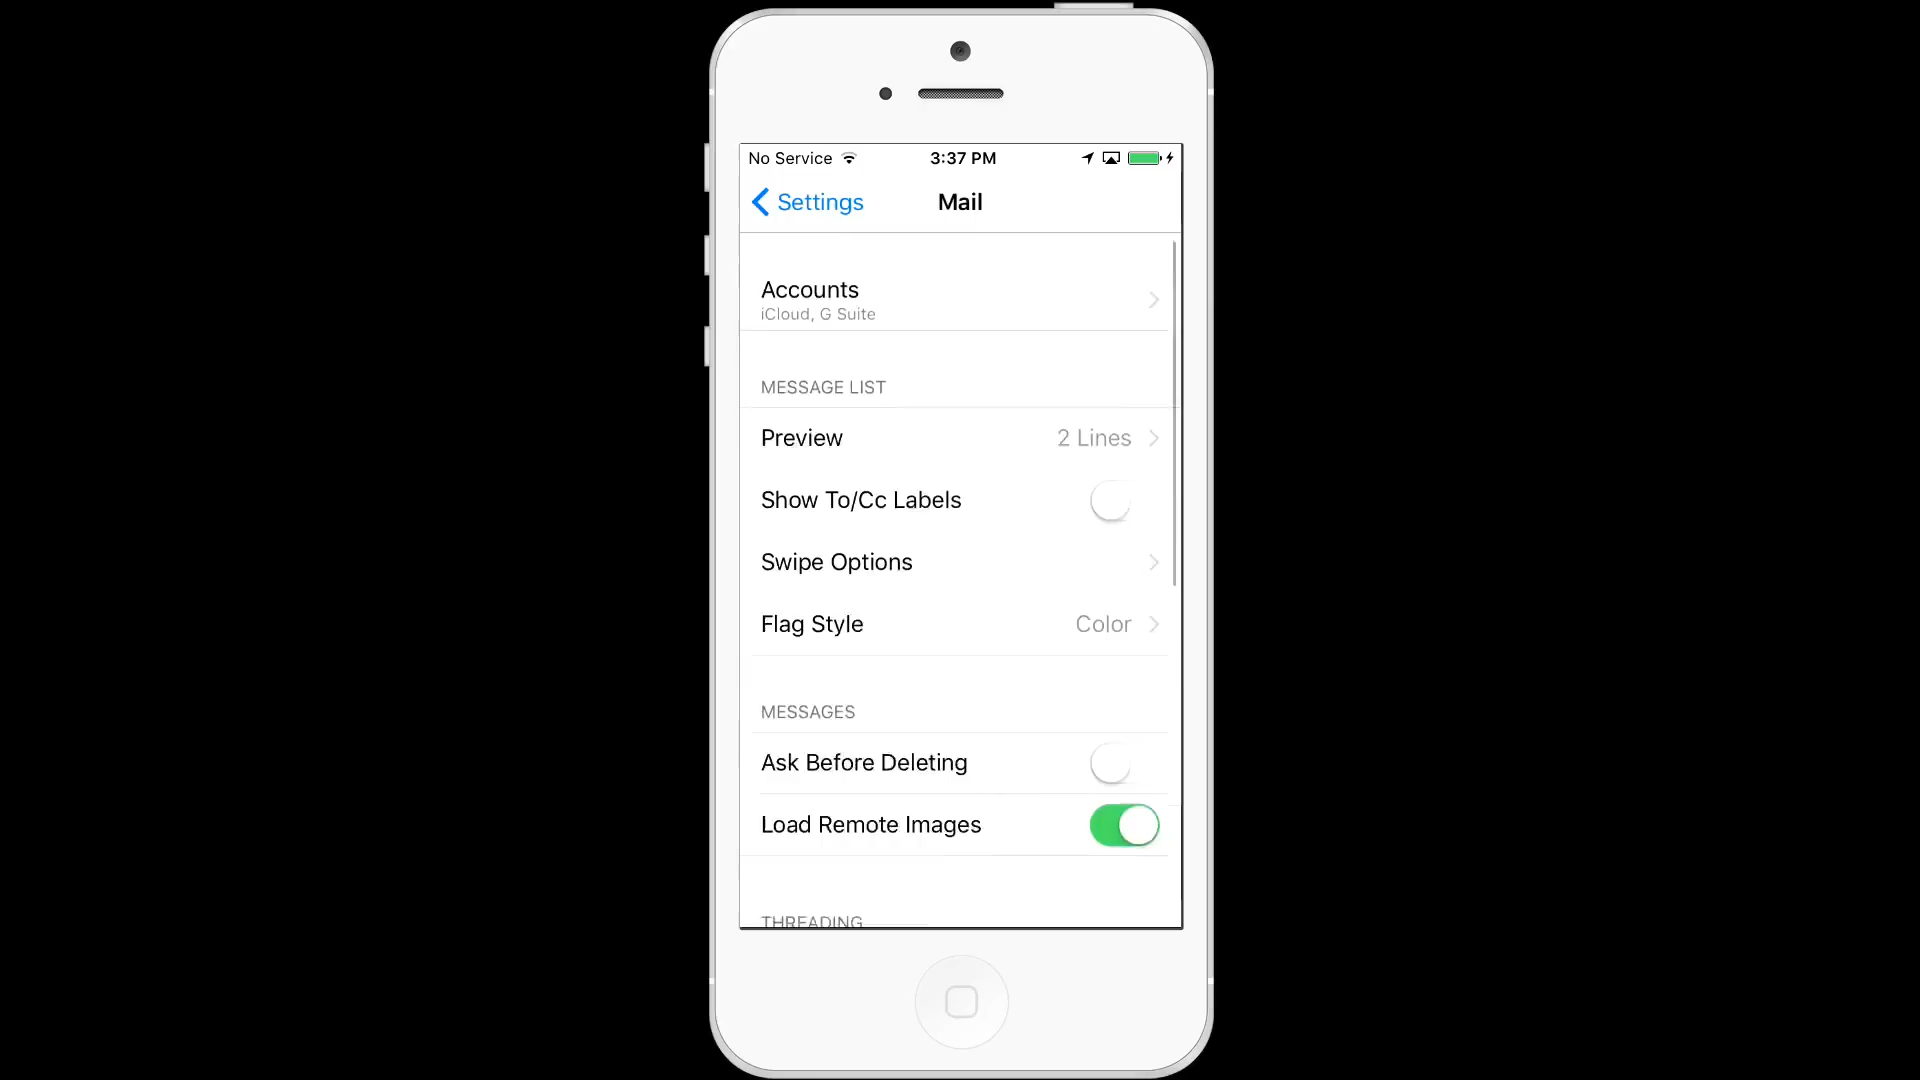 No Service 3:37 PM
Settings Mail
Accounts
iCloud, G Suite
MESSAGE LIST
Preview 2 Lines
Show To/Cc Labels
Swipe Options
Flag Style Color
MESSAGES
Ask Before Deleting
Load Remote Images
THREADING